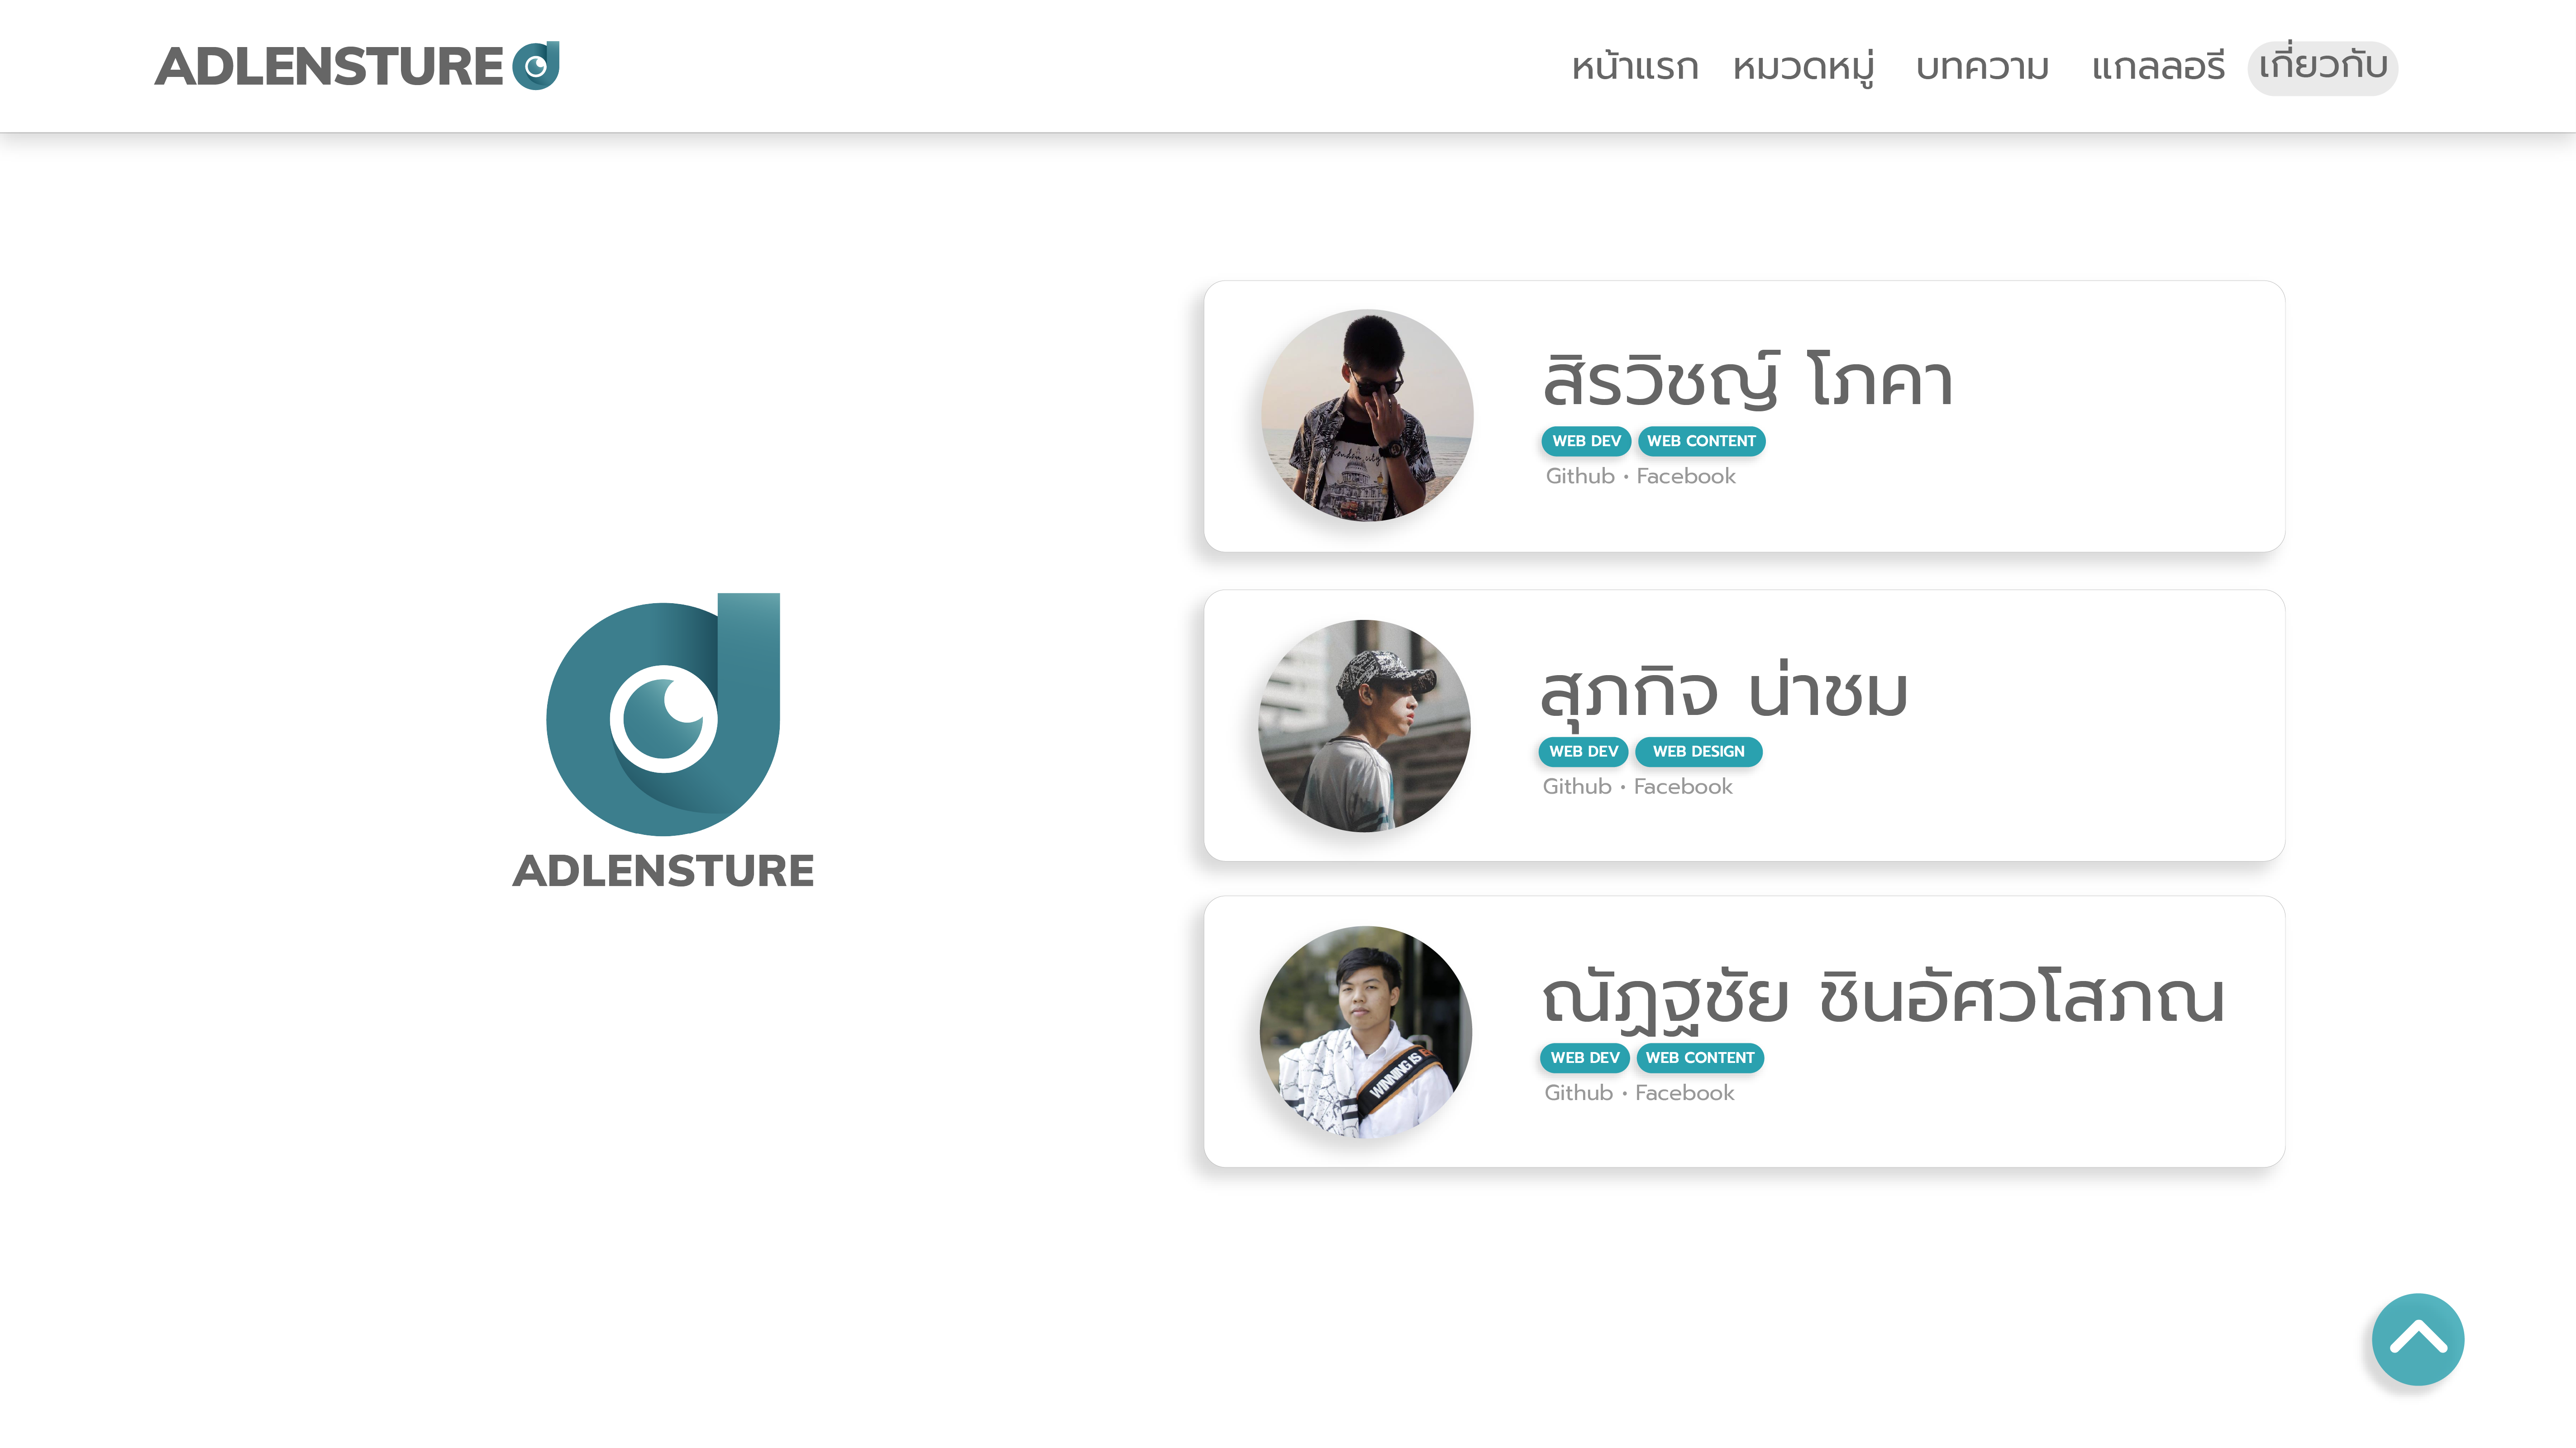 ADLENSTURE
หน้าแรก หมวดหมู่ บทความ แกลลอรี เกี่ยวกับ
ADLENSTURE
สิรวิชญ์ โภคา
WEB DEV WEB CONTENT
Github • Facebook
สุภกิจ น่าชม
WEB DEV WEB DESIGN
Github • Facebook
ณัฏฐชัย ชินอัศวโสภณ
WEB DEV WEB CONTENT
Github • Facebook
WINNING IS